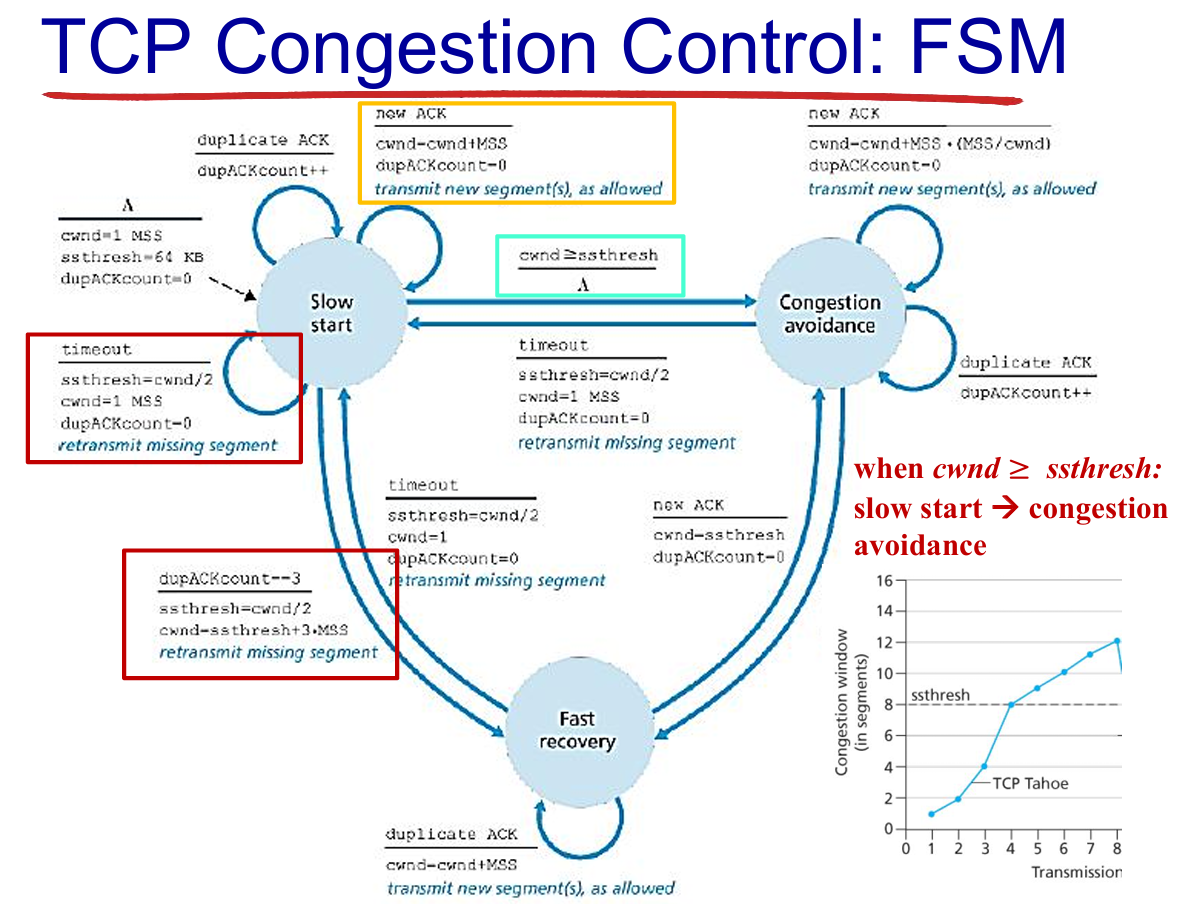 TCP Congestion Control: FSM
new ACK
cwnd=cwnd+MSS
dupACKcount=0
transmit new segment(s), as allowed
new ACK
cwnd=cwnd+MSS •(MSS/cwnd)
dupACKcount=0
transmit new segment(s), as allowed
duplicate ACK
dupACKcount++
Λ
cwnd=1 MSS
ssthresh=64 KB
dupACKcount=0
cwnd≥ssthresh
Λ
Slow
start
Congestion
avoidance
timeout
ssthresh=cwnd/2
cwnd=1 MSS
dupACKcount=0
retransmit missing segment
timeout
ssthresh=cwnd/2
cwnd=1 MSS
dupACKcount=0
retransmit missing segment
duplicate ACK
dupACKcount++
when cwnd ≥ ssthresh:
slow start → congestion
avoidance
timeout
ssthresh=cwnd/2
cwnd=1
dupACKcount=0
retransmit missing segment
new ACK
cwnd=ssthresh
dupACKcount=0
dupACKcount==3
ssthresh=cwnd/2
cwnd=ssthresh+3•MSS
retransmit missing segment
Fast
recovery
duplicate ACK
cwnd=cwnd+MSS
transmit new segment(s), as allowed
Congestion window
(in segments)
16
14
12
10
8
6
4
2
0
ssthresh
TCP Tahoe
0 1 2 3 4 5 6 7 8
Transmission